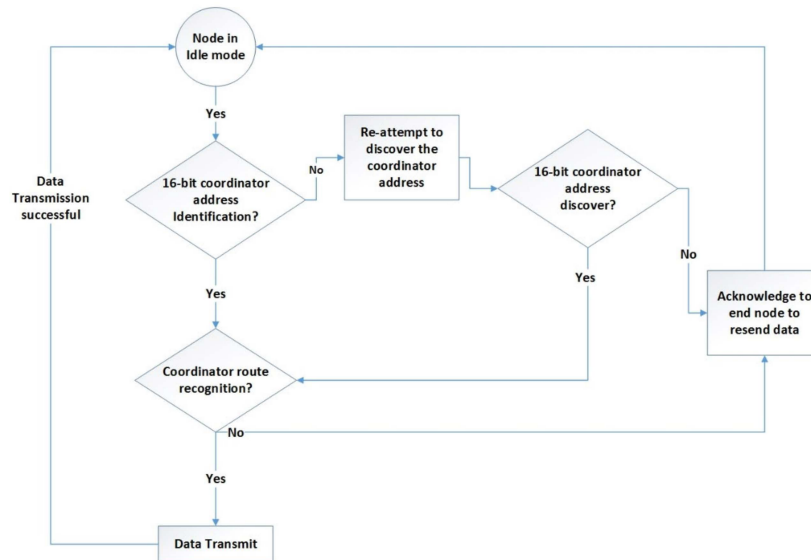 Node in
Idle mode
Yes
Re-attempt to
discover the
coordinator
address
No
16-bit coordinator
address
Identification?
16-bit coordinator
address
discover?
Data
Transmission
successful
No
Yes
Yes
Acknowledge to
end node to
resend data
Coordinator route
recognition?
No
Yes
Data Transmit